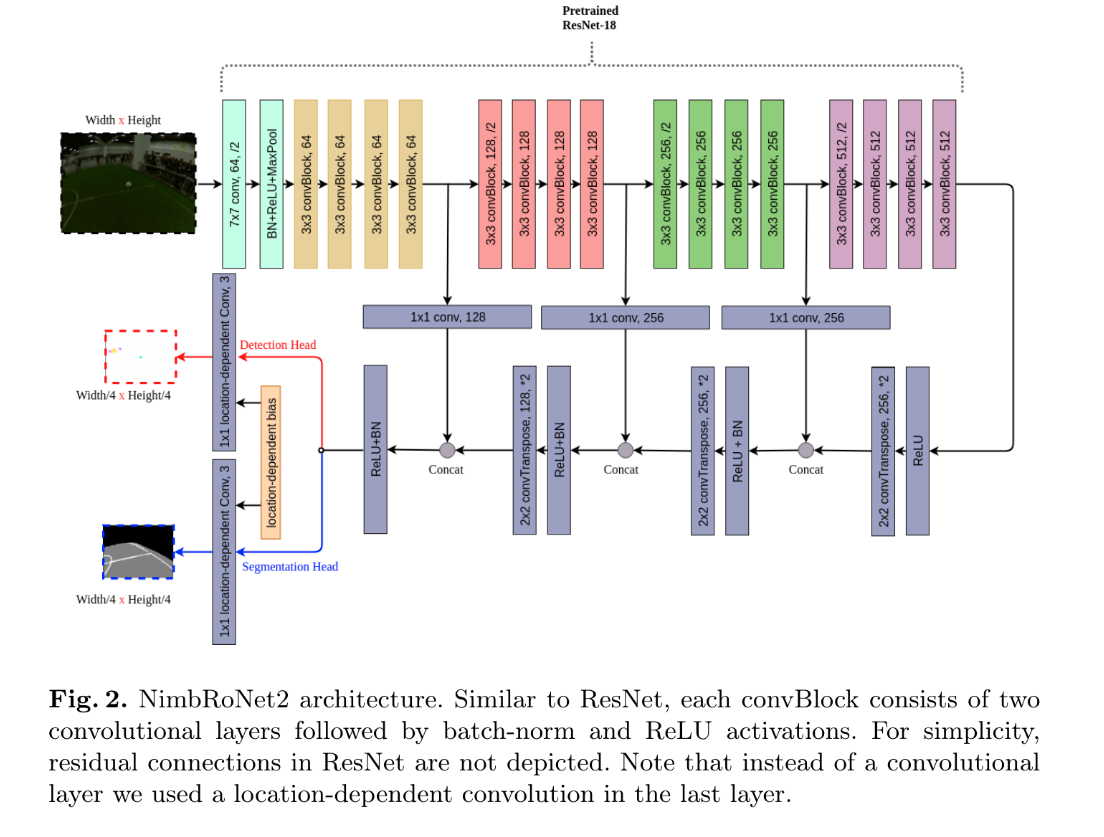 Pretrained
ResNet-18
Width x Height
7x7 conv, 64, /2
BN+ReLU+MaxPool
3x3 convBlock, 64
3x3 convBlock, 64
3x3 convBlock, 64
3x3 convBlock, 64
3x3 convBlock, 128, /2
3x3 convBlock, 128
3x3 convBlock, 128
3x3 convBlock, 128
3x3 convBlock, 256, /2
3x3 convBlock, 256
3x3 convBlock, 256
3x3 convBlock, 256
3x3 convBlock, 512, /2
3x3 convBlock, 512
3x3 convBlock, 512
3x3 convBlock, 512
1x1 conv, 128
1x1 conv, 256
1x1 conv, 256
1x1 location-dependent Conv, 3
Detection Head
Width/4 x Height/4
location-dependent bias
ReLU+BN
Concat
2x2 convTranspose, 128, *2
ReLU+BN
Concat
2x2 convTranspose, 256, *2
ReLU + BN
Concat
2x2 convTranspose, 256, *2
ReLU
1x1 location-dependent Conv, 3
Segmentation Head
Width/4 x Height/4
Fig. 2. NimbRoNet2 architecture. Similar to ResNet, each convBlock consists of two
convolutional layers followed by batch-norm and ReLU activations. For simplicity,
residual connections in ResNet are not depicted. Note that instead of a convolutional
layer we used a location-dependent convolution in the last layer.